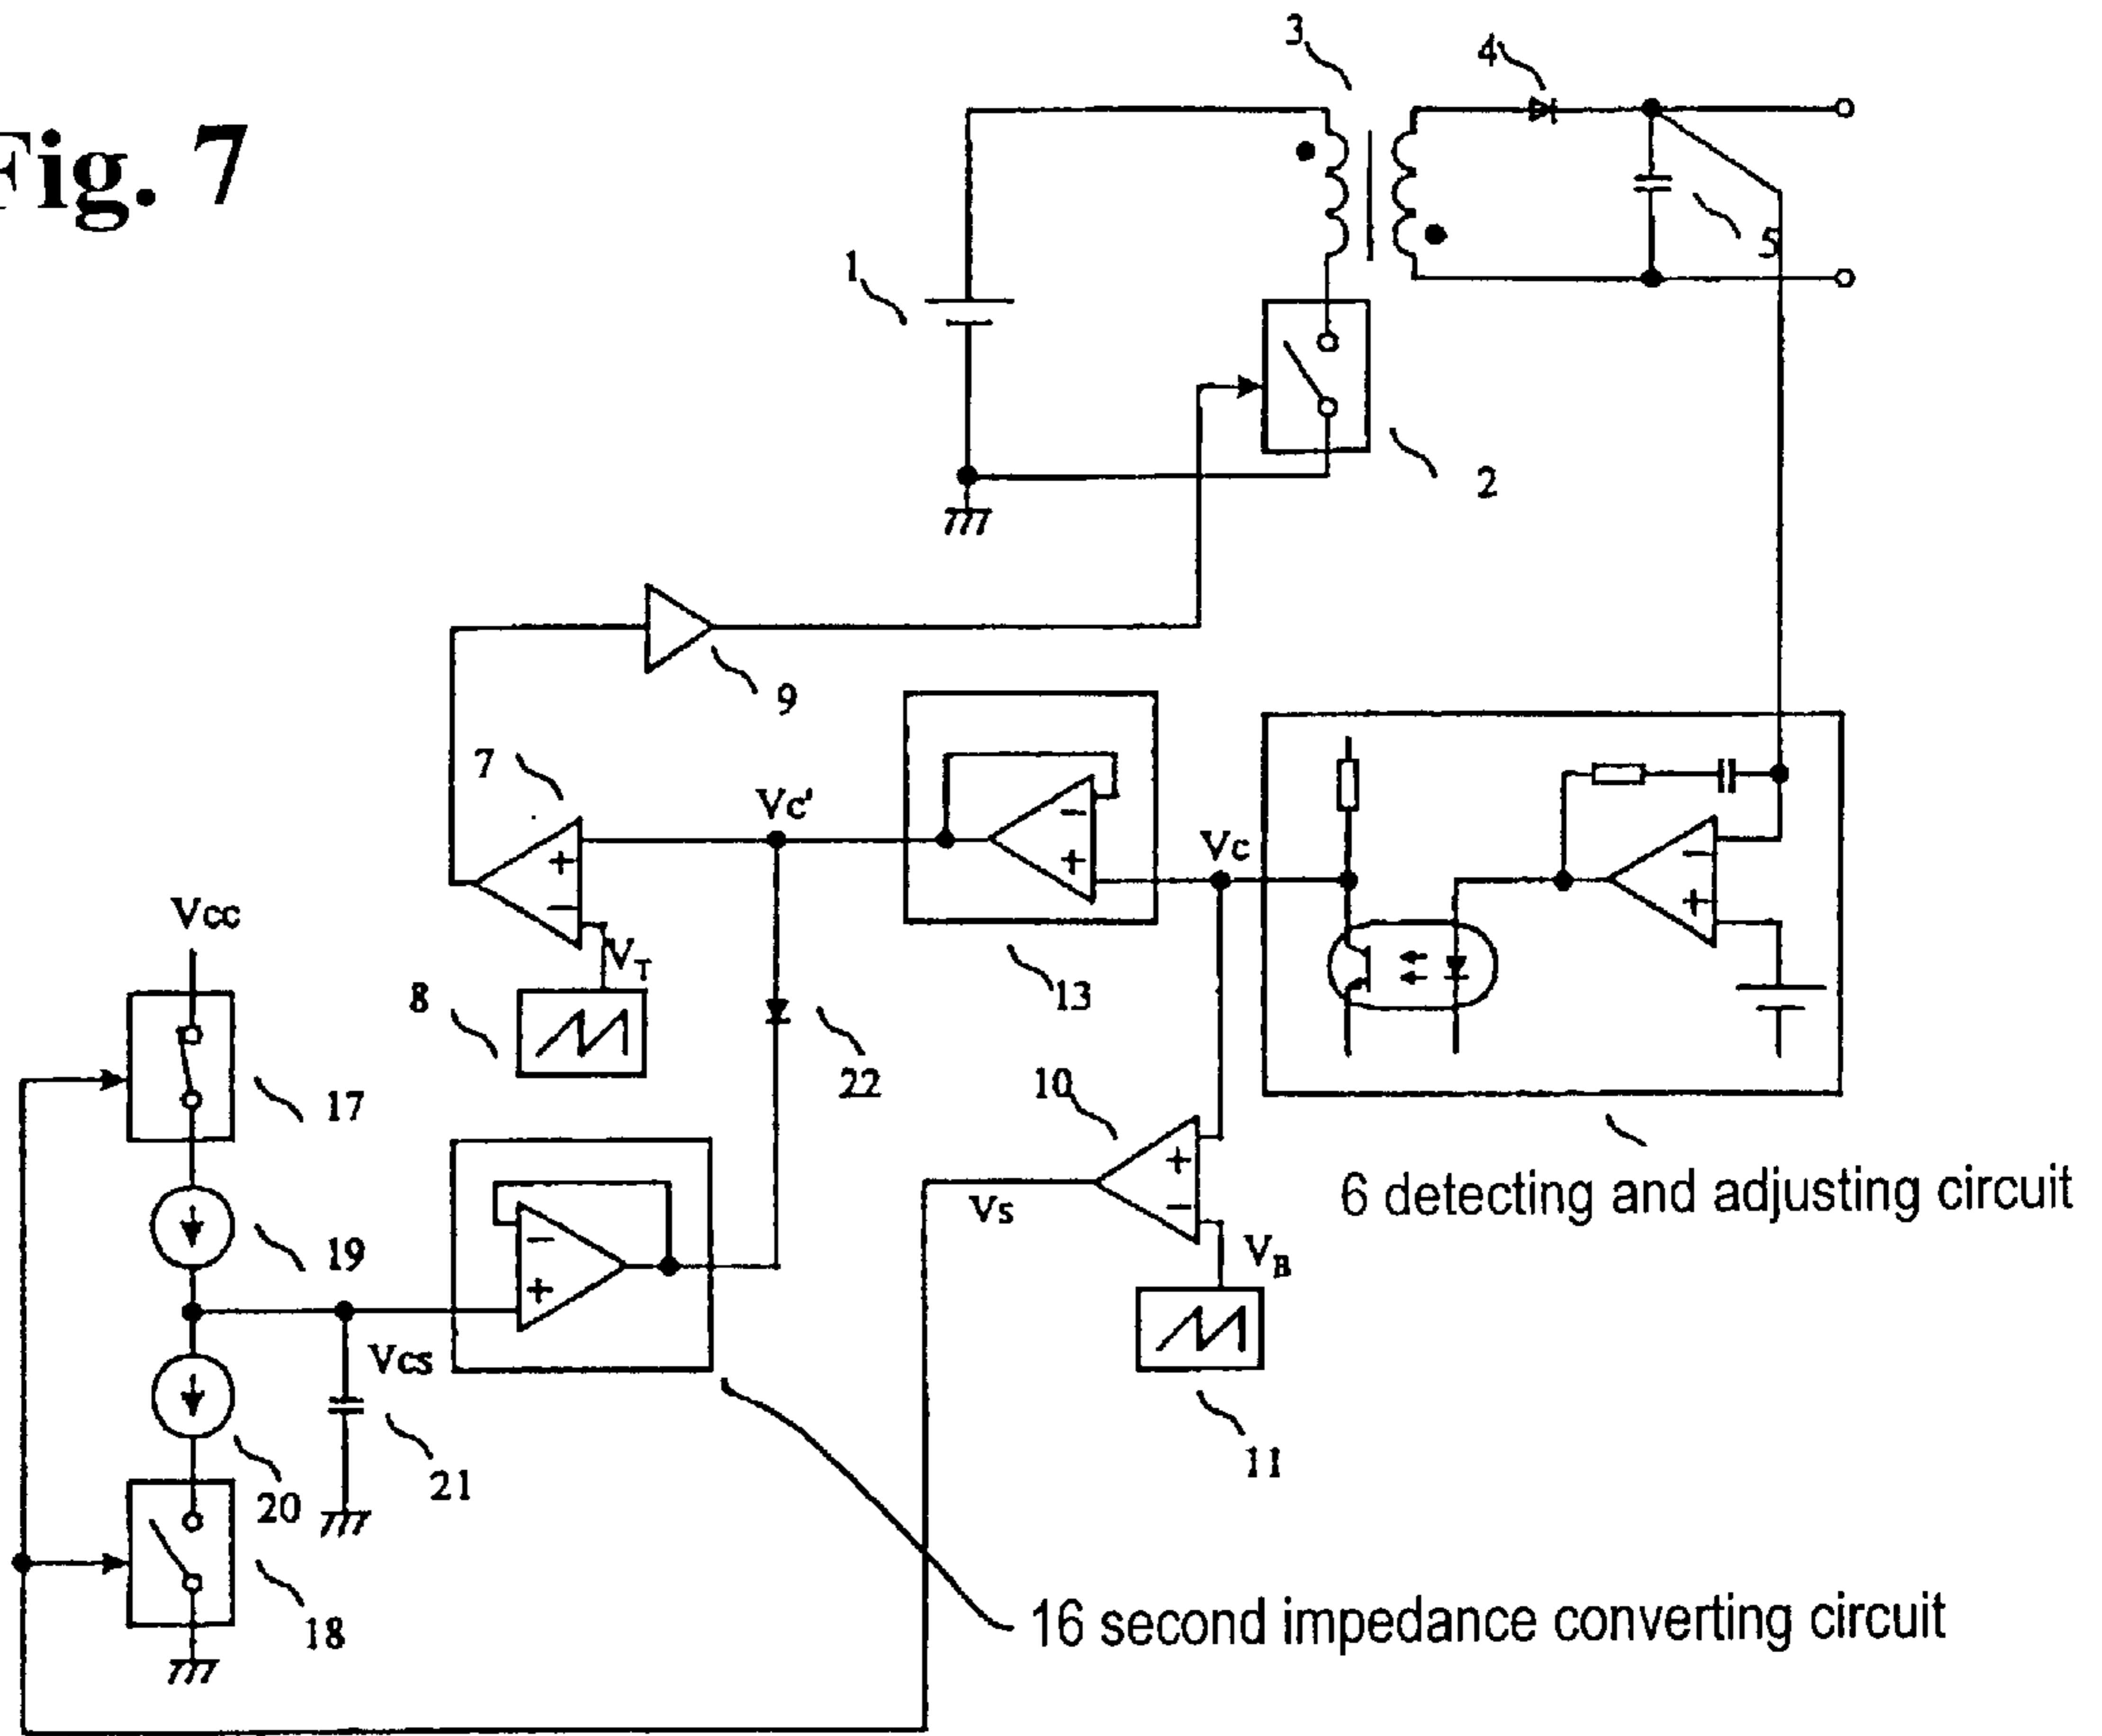 Fig. 7
3
4
5
1
2
9
7
Vc'
Vc
Vcc
VT
8
13
22
10
17
6 detecting and adjusting circuit
Vs
VB
19
Vcs
21
11
20
18
16 second impedance converting circuit